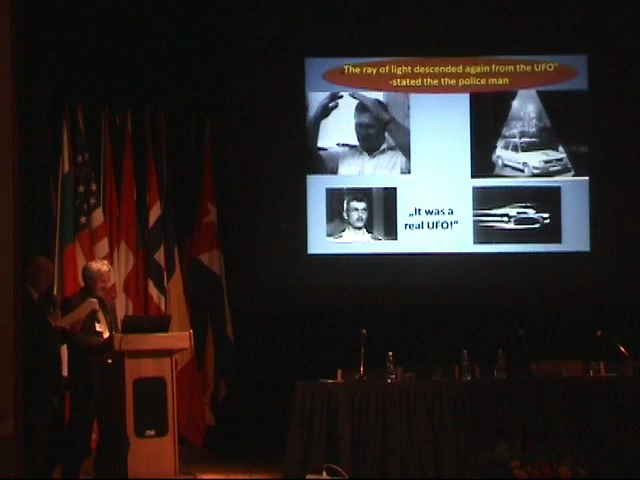 „The ray of light descended again from the UFO"
-stated the the police man
„It was a
real UFO!"